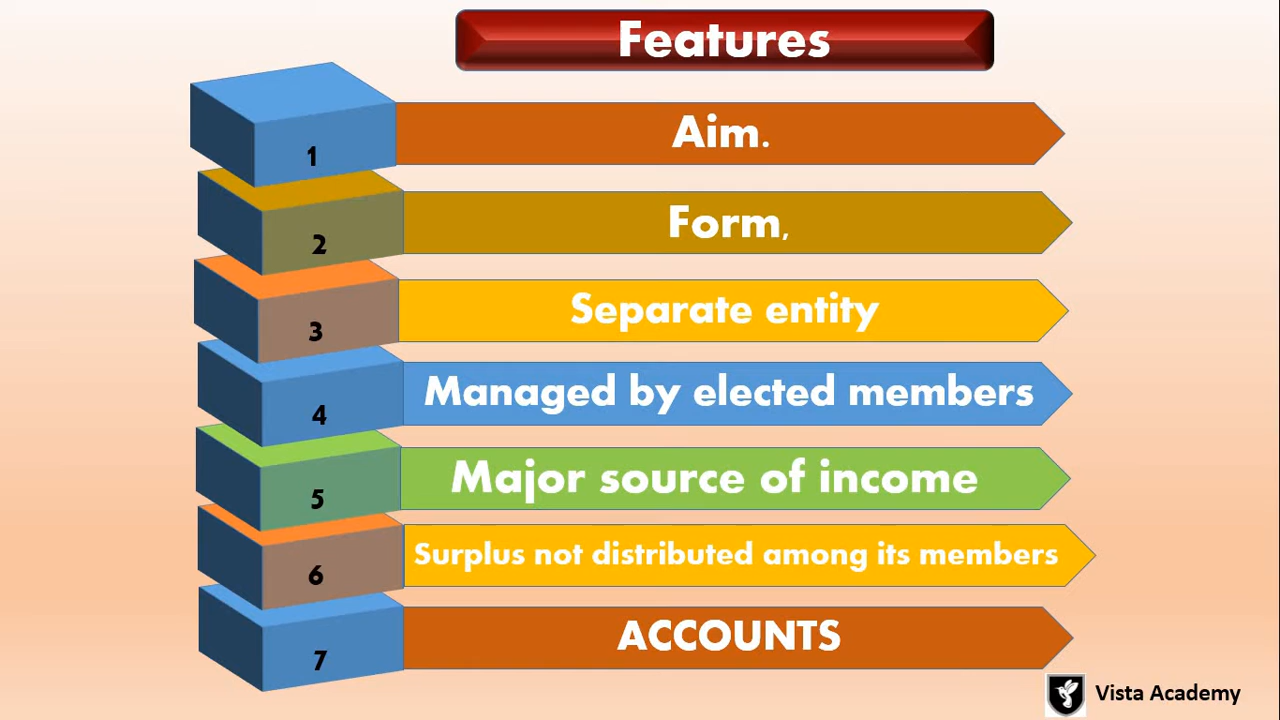 Features
1
Aim.
2
Form,
3
Separate entity
4
Managed by elected members
5
Major source of income
6
Surplus not distributed among its members
7
ACCOUNTS
Vista Academy